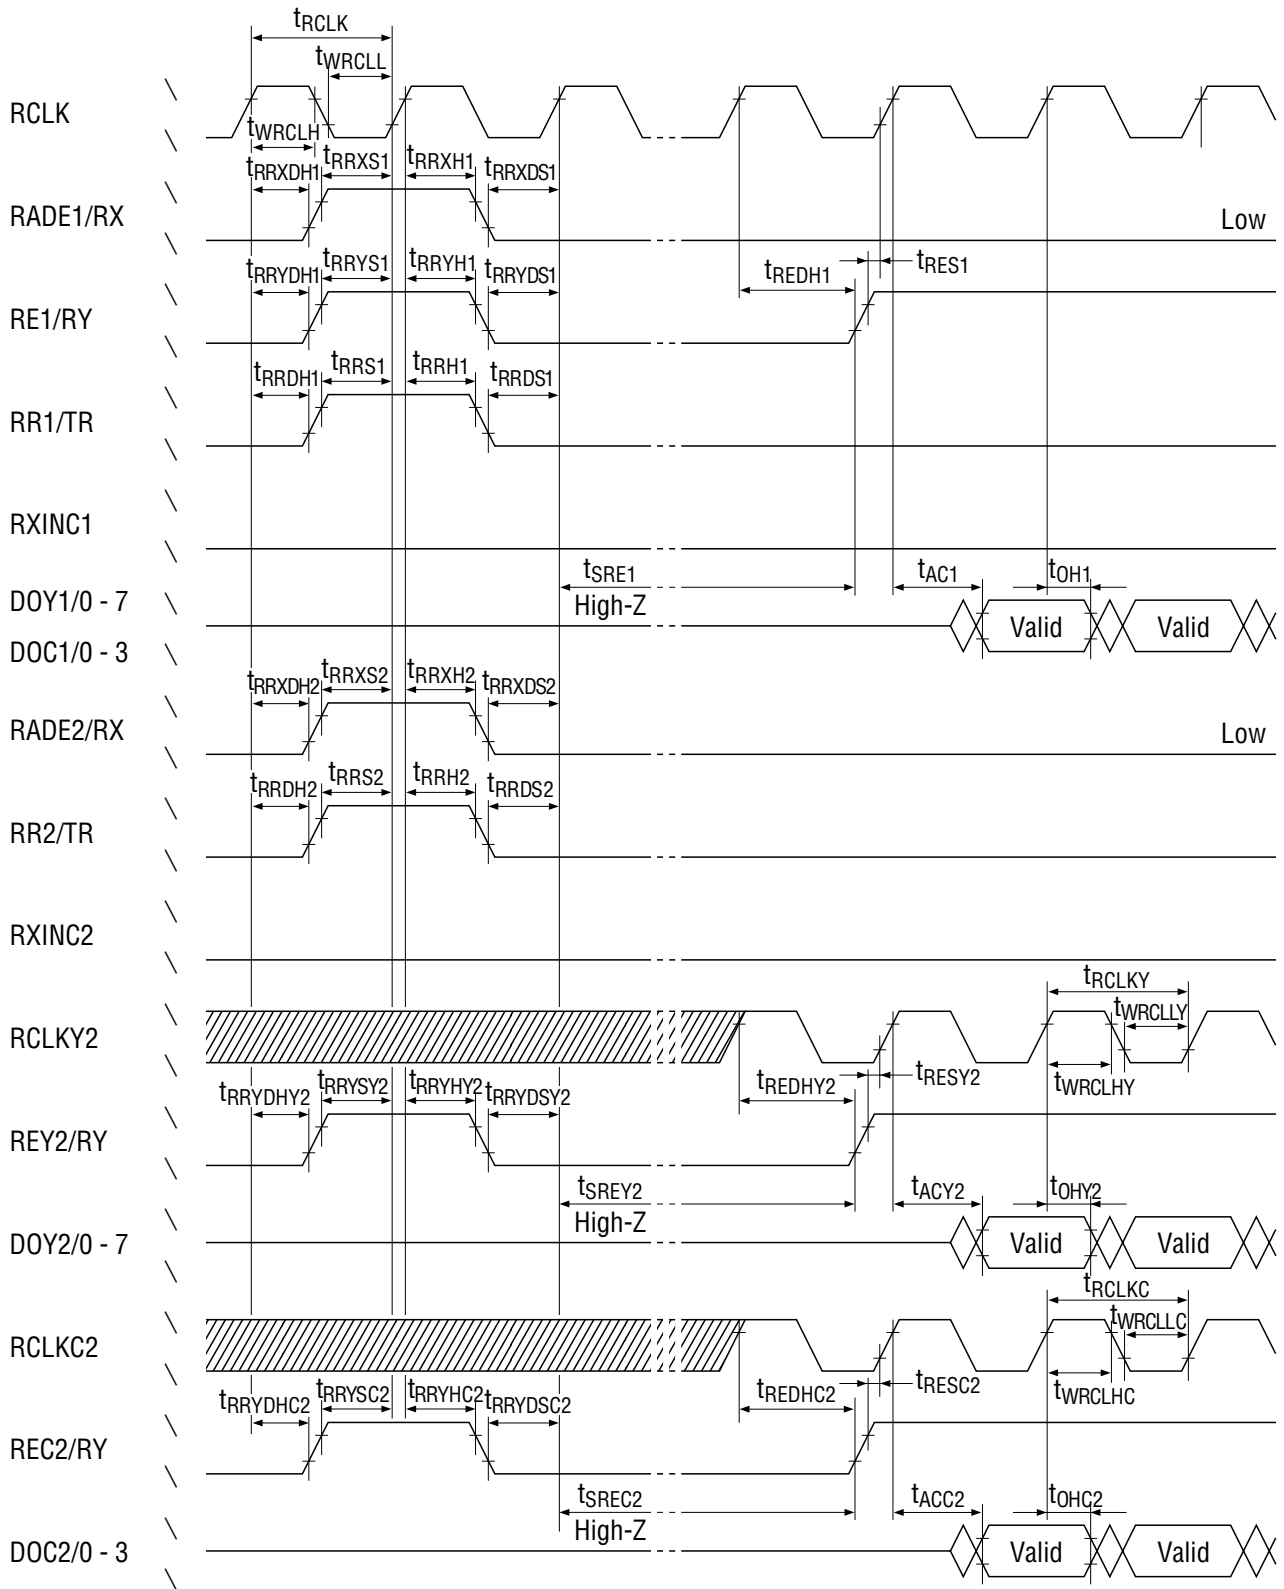 tRCLK
tWRCLL
RCLK
tWRCLH
tRRXDH1 tRRXS1 tRRXH1 tRRXDS1
RADE1/RX Low
tRRYDH1 tRRYS1 tRRYH1 tRRYDS1 tREDH1 tRES1
RE1/RY
tRRDH1 tRRS1 tRRH1 tRRDS1
RR1/TR
RXINC1
tSRE1 tAC1 tOH1
DOY1/0 - 7 High-Z Valid Valid
DOC1/0 - 3
tRRXDH2 tRRXS2 tRRXH2 tRRXDS2
RADE2/RX Low
tRRDH2 tRRS2 tRRH2 tRRDS2
RR2/TR
RXINC2
tRCLKY
tWRCLLY
RCLKY2
tRRYDHY2 tRRYSY2 tRRYHY2 tRRYDSY2 tREDHY2 tRESY2 tWRCLHY
REY2/RY
tSREY2 tACY2 tOHY2
High-Z
DOY2/0 - 7 Valid Valid
tRCLKC
tWRCLLC
RCLKC2
tRRYDHC2 tRRYSC2 tRRYHC2 tRRYDSC2 tREDHC2 tRESC2 tWRCLHC
REC2/RY
tSREC2 tACC2 tOHC2
High-Z
DOC2/0 - 3 Valid Valid